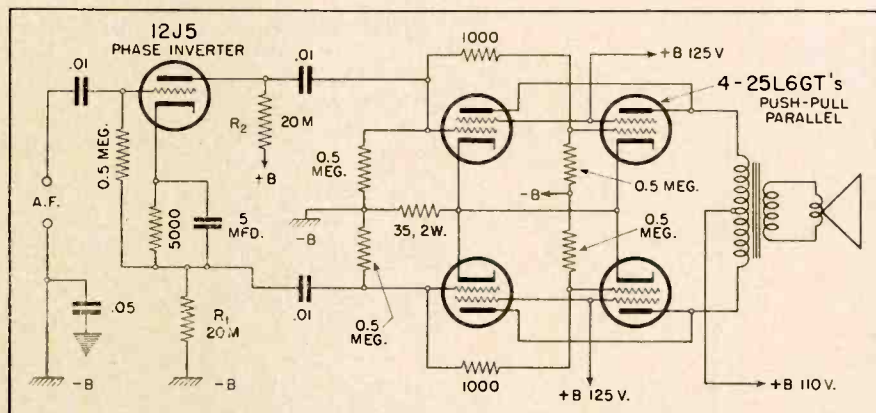 12J5
PHASE INVERTER
.01
0.5 MEG.
A.F.
.05
-B
5000
5
MFD.
R1
20 M
-B
R2
20 M
+B
.01
0.5
MEG.
-B
35, 2W.
.01
0.5
MEG.
1000
+B 125 V
4-25L6GT's
PUSH-PULL
PARALLEL
0.5 MEG.
-B
0.5
MEG.
1000
+B 125 V.
+B 110 V.